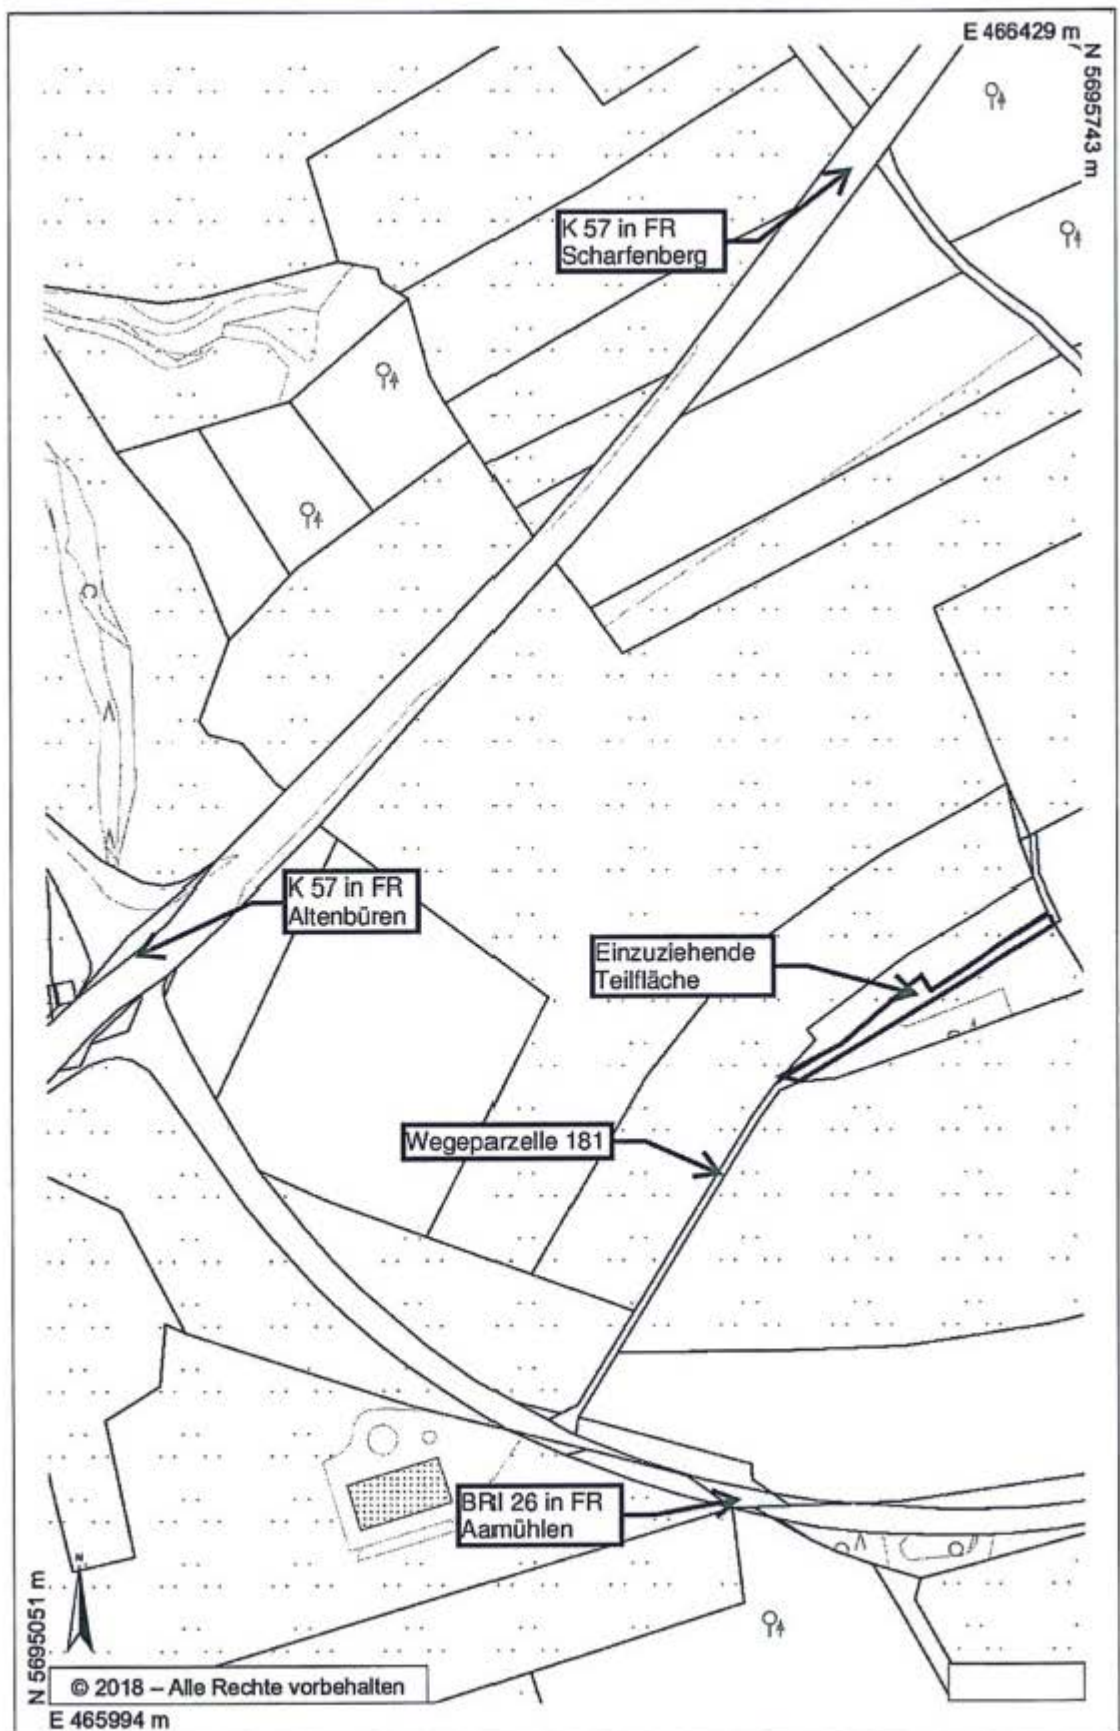 E 466429 m
N 5695743 m
K 57 in FR
Scharfenberg
K 57 in FR
Altenbüren
Einzuziehende
Teilfläche
Wegeparzelle 181
BRI 26 in FR
Aamühlen
N
N 5695051 m
© 2018 – Alle Rechte vorbehalten
E 465994 m